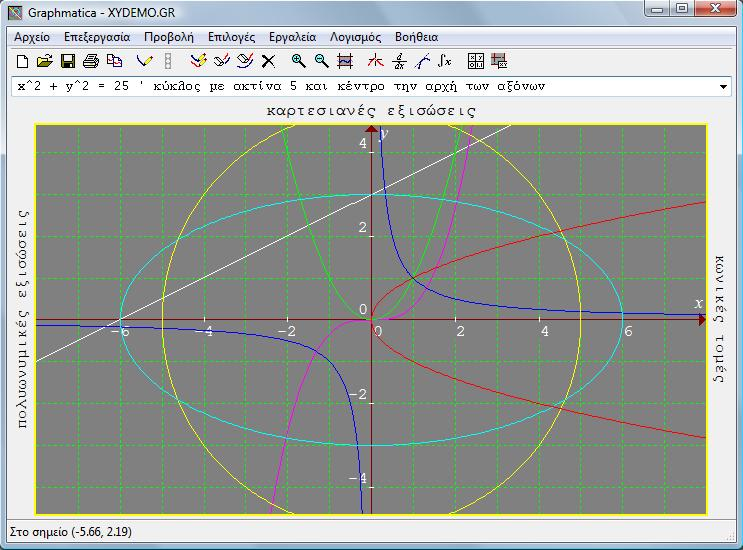 Graphmatica - XYDEMO.GR
Αρχείο Επεξεργασία Προβολή Επιλογές Εργαλεία Λογισμός Βοήθεια
x^2 + y^2 = 25 ' κύκλος με ακτίνα 5 και κέντρο την αρχή των αξόνων
καρτεσιανές εξισώσεις
y
4
2
0
x
-6 -4 -2 0 2 4 6
-2
-4
πολυωνυμικές εξισώσεις
κωνικές τομές
Στο σημείο (-5.66, 2.19)